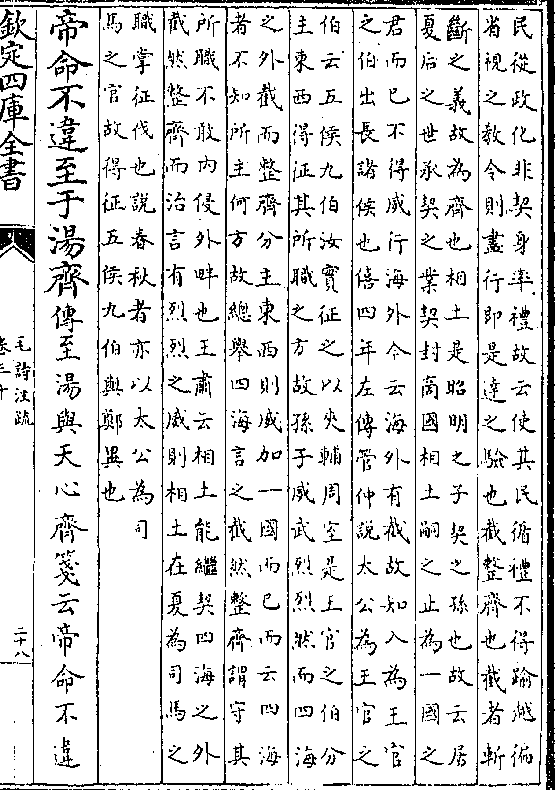 民從政化非契身率禮故云使其民循禮不得踰越徧
省視之教令則盡行即是達之驗也截整齊也截者斬
斷之義故為齊也相土是昭明之子契之孫也故云居
夏后之世承契之業契封商國相土嗣之止為一國之
君而已不得威行海外今云海外有截故知入為王官
之伯出長諸侯也僖四年左傳管仲說太公為王官之
伯云五侯九伯汝實征之以夾輔周室是王官之伯分
主東西得征其所職之方故孫子威武烈烈然而四海
之外截而整齊分主東西則威加一國而已而云四海
者不知所主何方故總舉四海言之截然整齊謂守其
所職不敢內侵外畔也王肅云相土能繼契四海之外
截然整齊而治言有烈烈之威則相土在夏為司馬之
職掌征伐也說春秋者亦以太公為司
馬之官故得征五侯九伯與鄭異也
帝命不違至于湯齊傳至湯與天心齊箋云帝命不違
欽定四庫全書
毛詩注疏
卷三十
二十八